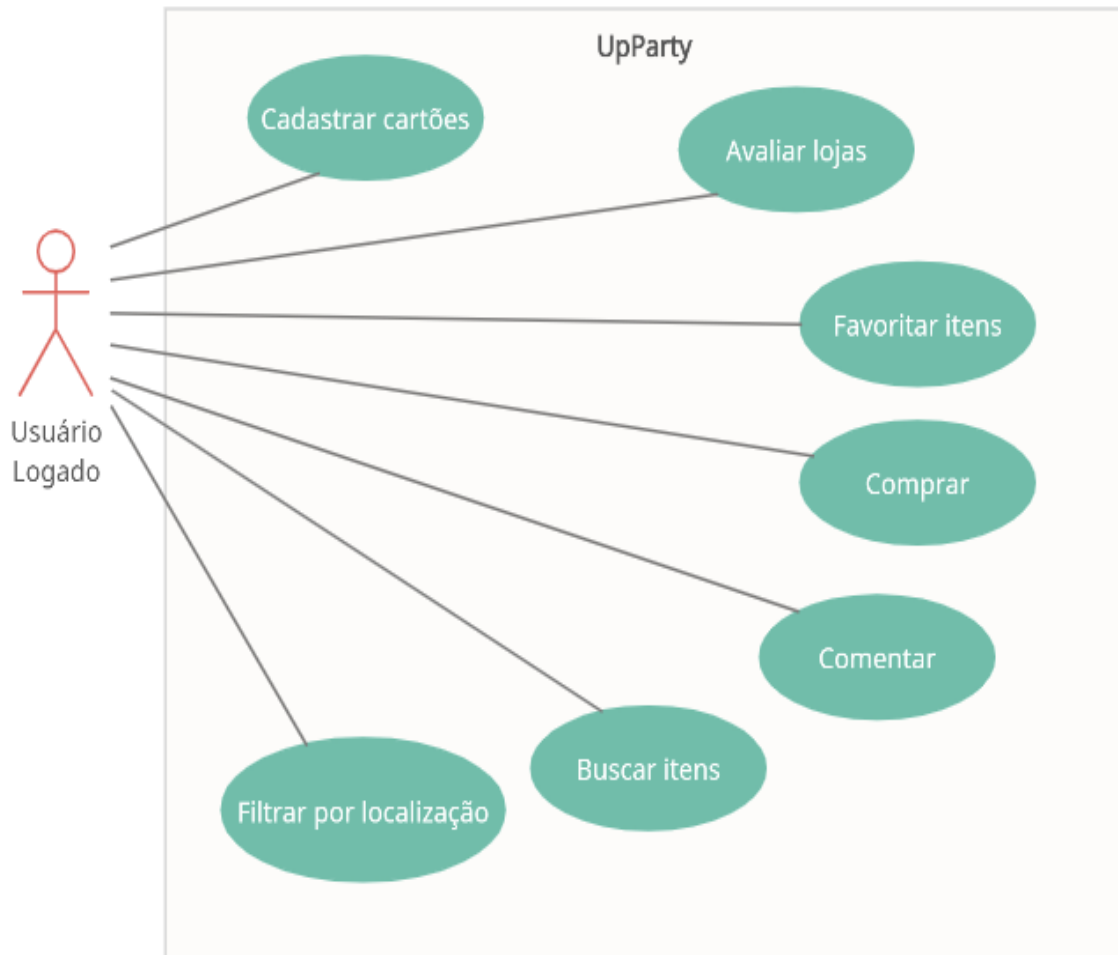 UpParty
Cadastrar cartões
Avaliar lojas
Favoritar itens
Usuário
Logado
Comprar
Comentar
Buscar itens
Filtrar por localização